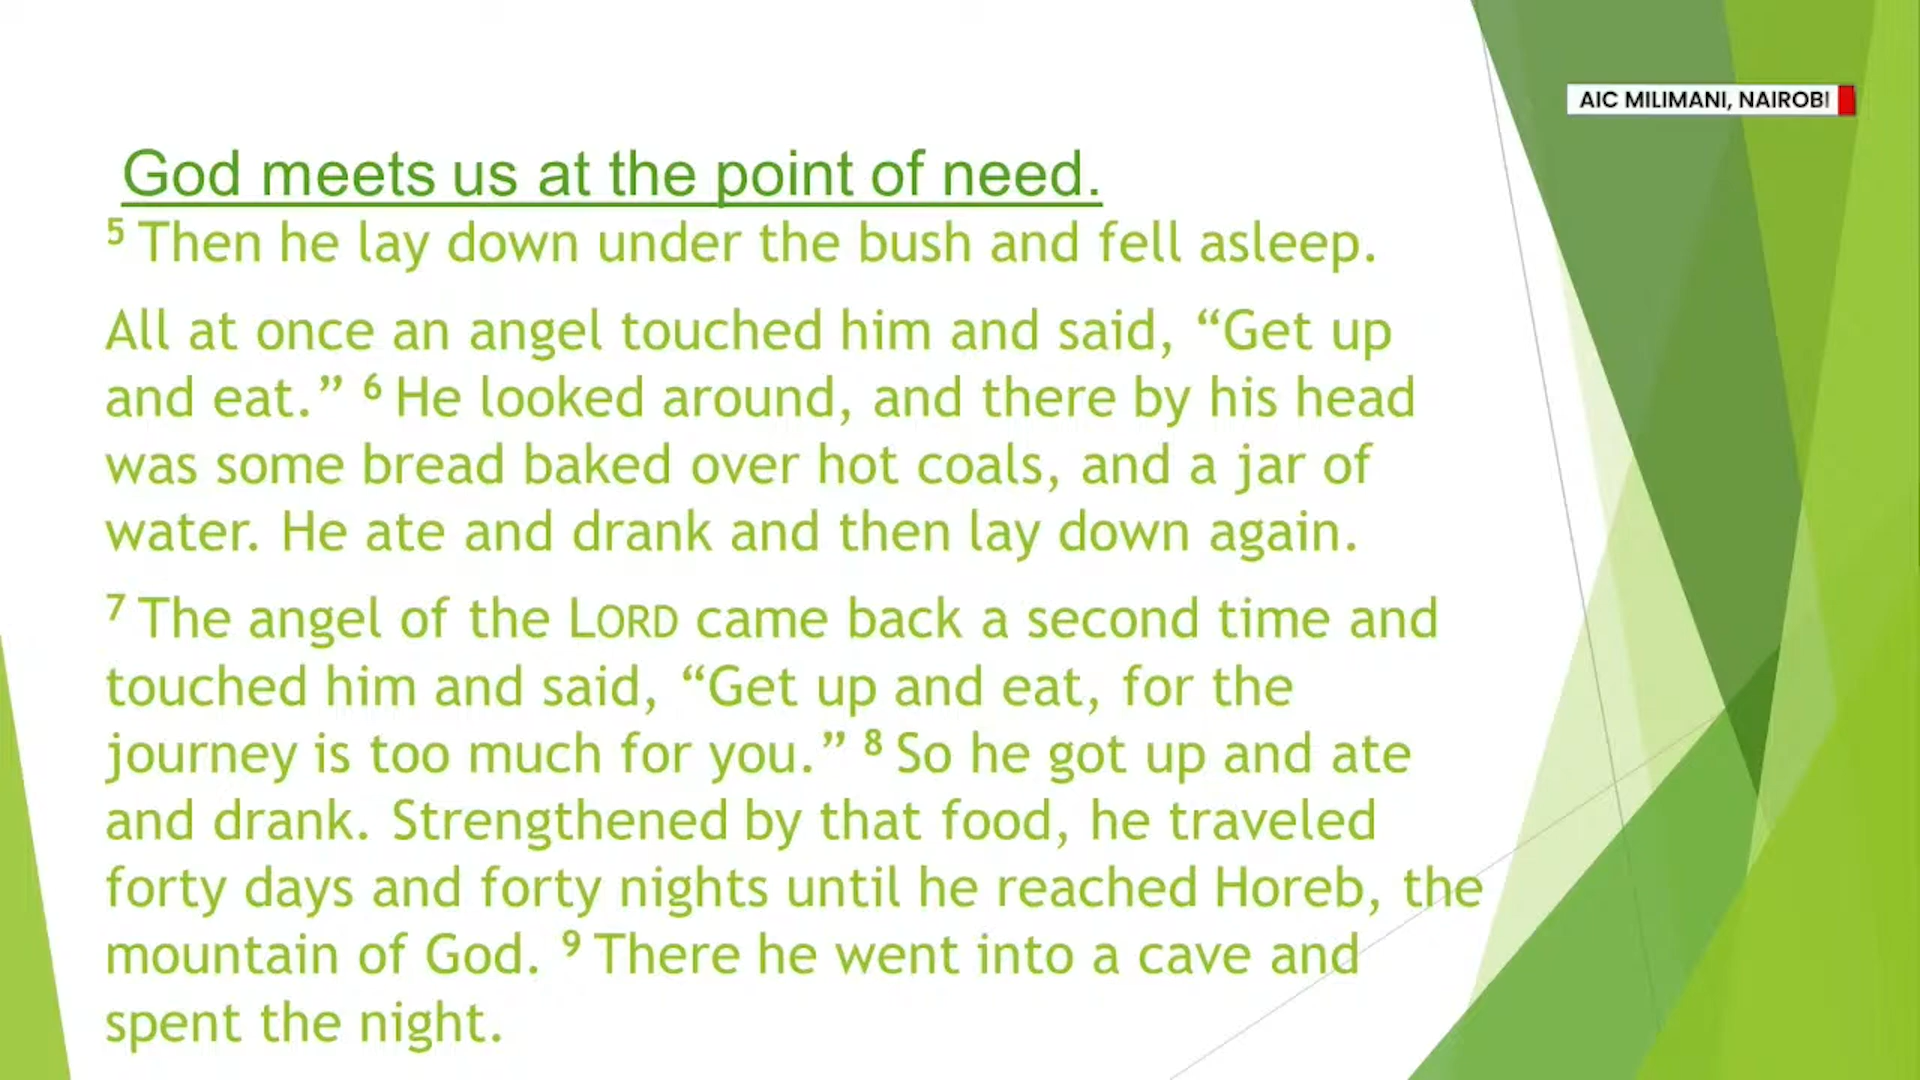 AIC MILIMANI, NAIROBI
God meets us at the point of need.
5 Then he lay down under the bush and fell asleep.
All at once an angel touched him and said, “Get up
and eat.” 6 He looked around, and there by his head
was some bread baked over hot coals, and a jar of
water. He ate and drank and then lay down again.
7 The angel of the LORD came back a second time and
touched him and said, “Get up and eat, for the
journey is too much for you.” 8 So he got up and ate
and drank. Strengthened by that food, he traveled
forty days and forty nights until he reached Horeb, the
mountain of God. 9 There he went into a cave and
spent the night.